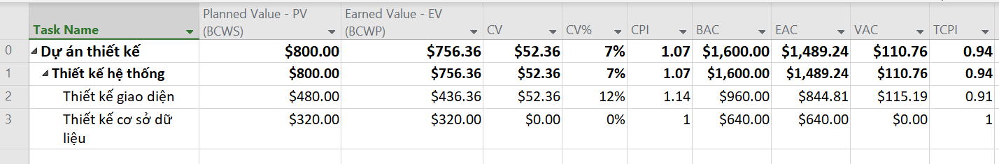 Task Name Planned Value - PV (BCWS) Earned Value - EV (BCWP) CV CV% CPI BAC EAC VAC TCPI
0 Dự án thiết kế $800.00 $756.36 $52.36 7% 1.07 $1,600.00 $1,489.24 $110.76 0.94
1 Thiết kế hệ thống $800.00 $756.36 $52.36 7% 1.07 $1,600.00 $1,489.24 $110.76 0.94
2 Thiết kế giao diện $480.00 $436.36 $52.36 12% 1.14 $960.00 $844.81 $115.19 0.91
3 Thiết kế cơ sở dữ liệu $320.00 $320.00 $0.00 0% 1 $640.00 $640.00 $0.00 1